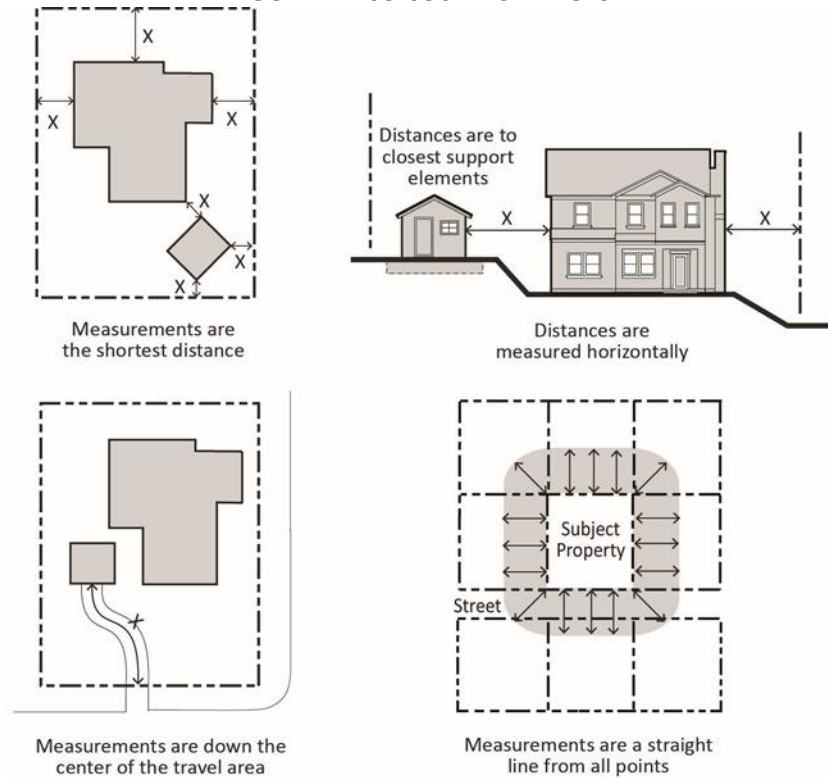 X
X
X
X
X
X
Measurements are
the shortest distance
Distances are to
closest support
elements
X
X
Distances are
measured horizontally
X
Measurements are down the
center of the travel area
Subject
Property
Street
Measurements are a straight
line from all points